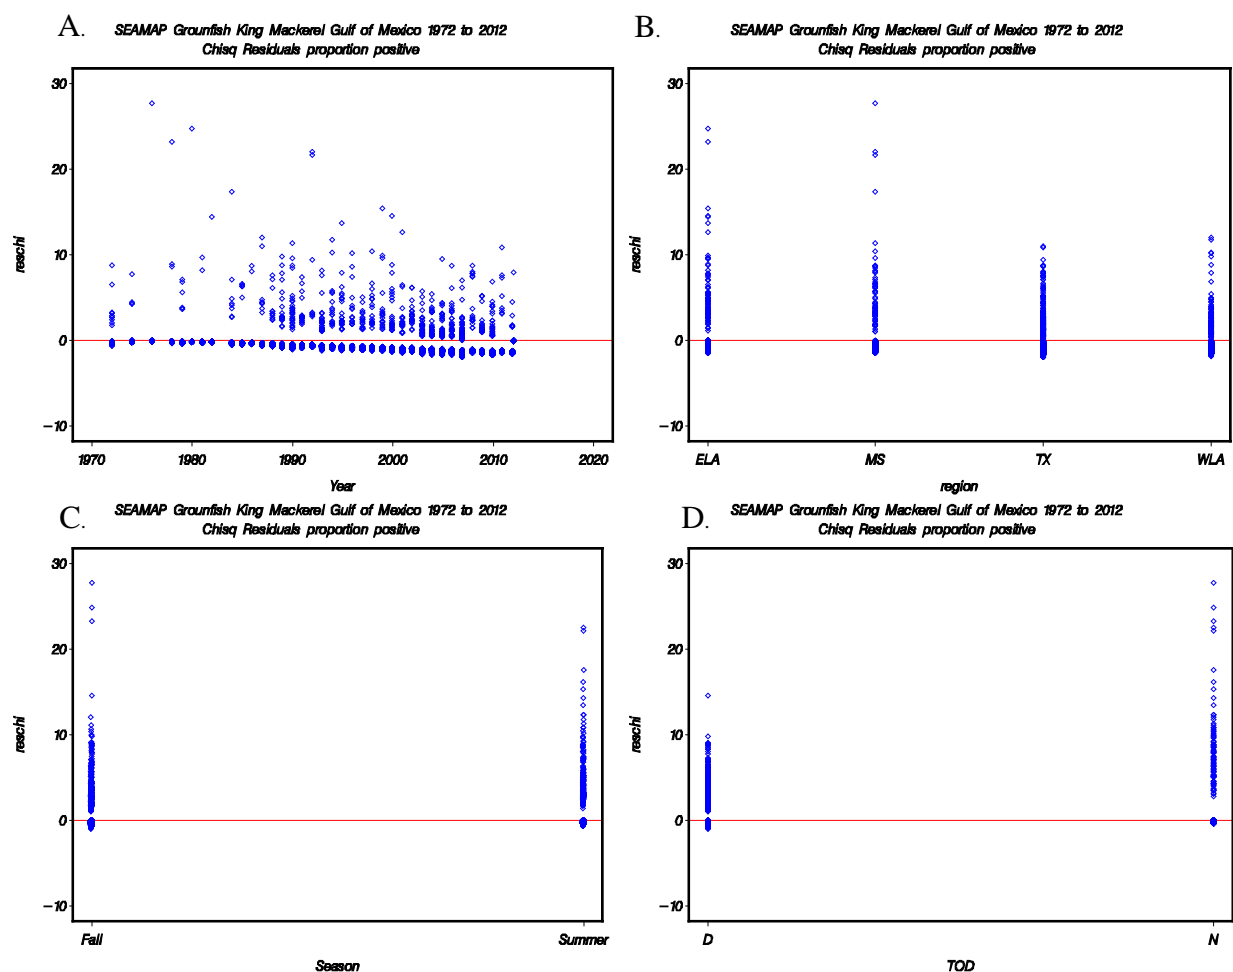 A.
SEAMAP Grounfish King Mackerel Gulf of Mexico 1972 to 2012
Chisq Residuals proportion positive
30
20
10
0
−10
reschi
1970 1980 1990 2000 2010 2020
Year
B.
SEAMAP Grounfish King Mackerel Gulf of Mexico 1972 to 2012
Chisq Residuals proportion positive
30
20
10
0
−10
reschi
ELA MS TX WLA
region
C.
SEAMAP Grounfish King Mackerel Gulf of Mexico 1972 to 2012
Chisq Residuals proportion positive
30
20
10
0
−10
reschi
Fall Summer
Season
D.
SEAMAP Grounfish King Mackerel Gulf of Mexico 1972 to 2012
Chisq Residuals proportion positive
30
20
10
0
−10
reschi
D N
TOD